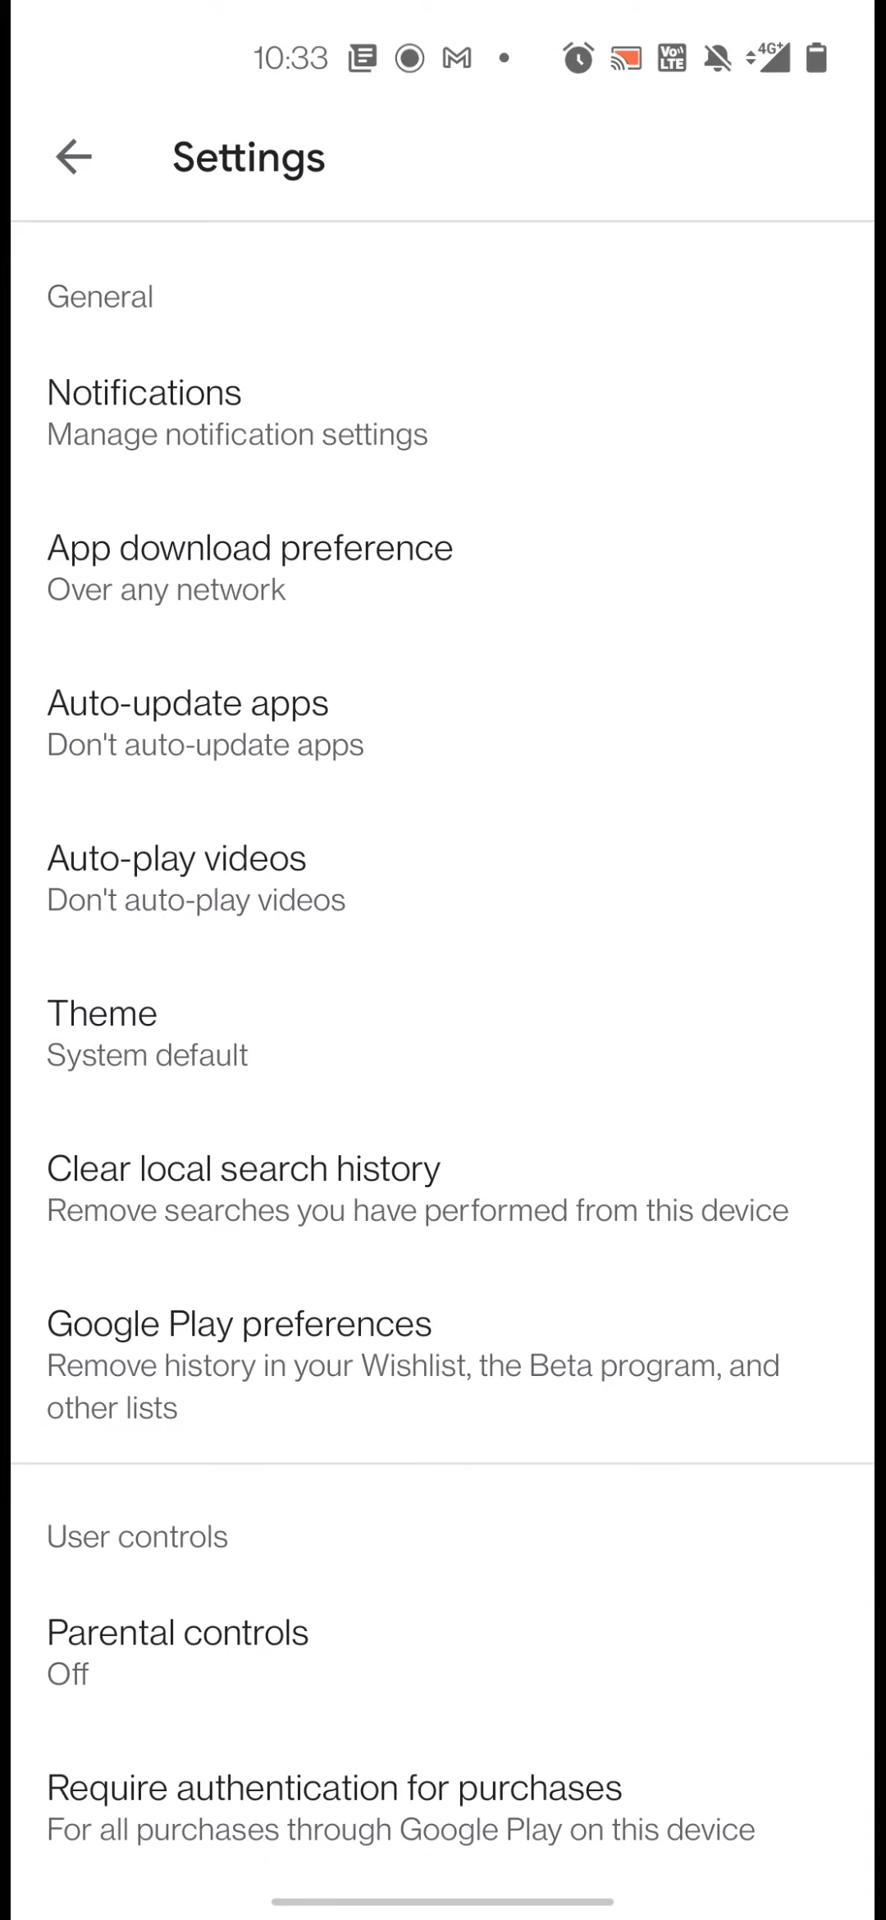 10:33
Vo)) LTE
4G+
Settings
General
Notifications
Manage notification settings
App download preference
Over any network
Auto-update apps
Don't auto-update apps
Auto-play videos
Don't auto-play videos
Theme
System default
Clear local search history
Remove searches you have performed from this device
Google Play preferences
Remove history in your Wishlist, the Beta program, and
other lists
User controls
Parental controls
Off
Require authentication for purchases
For all purchases through Google Play on this device